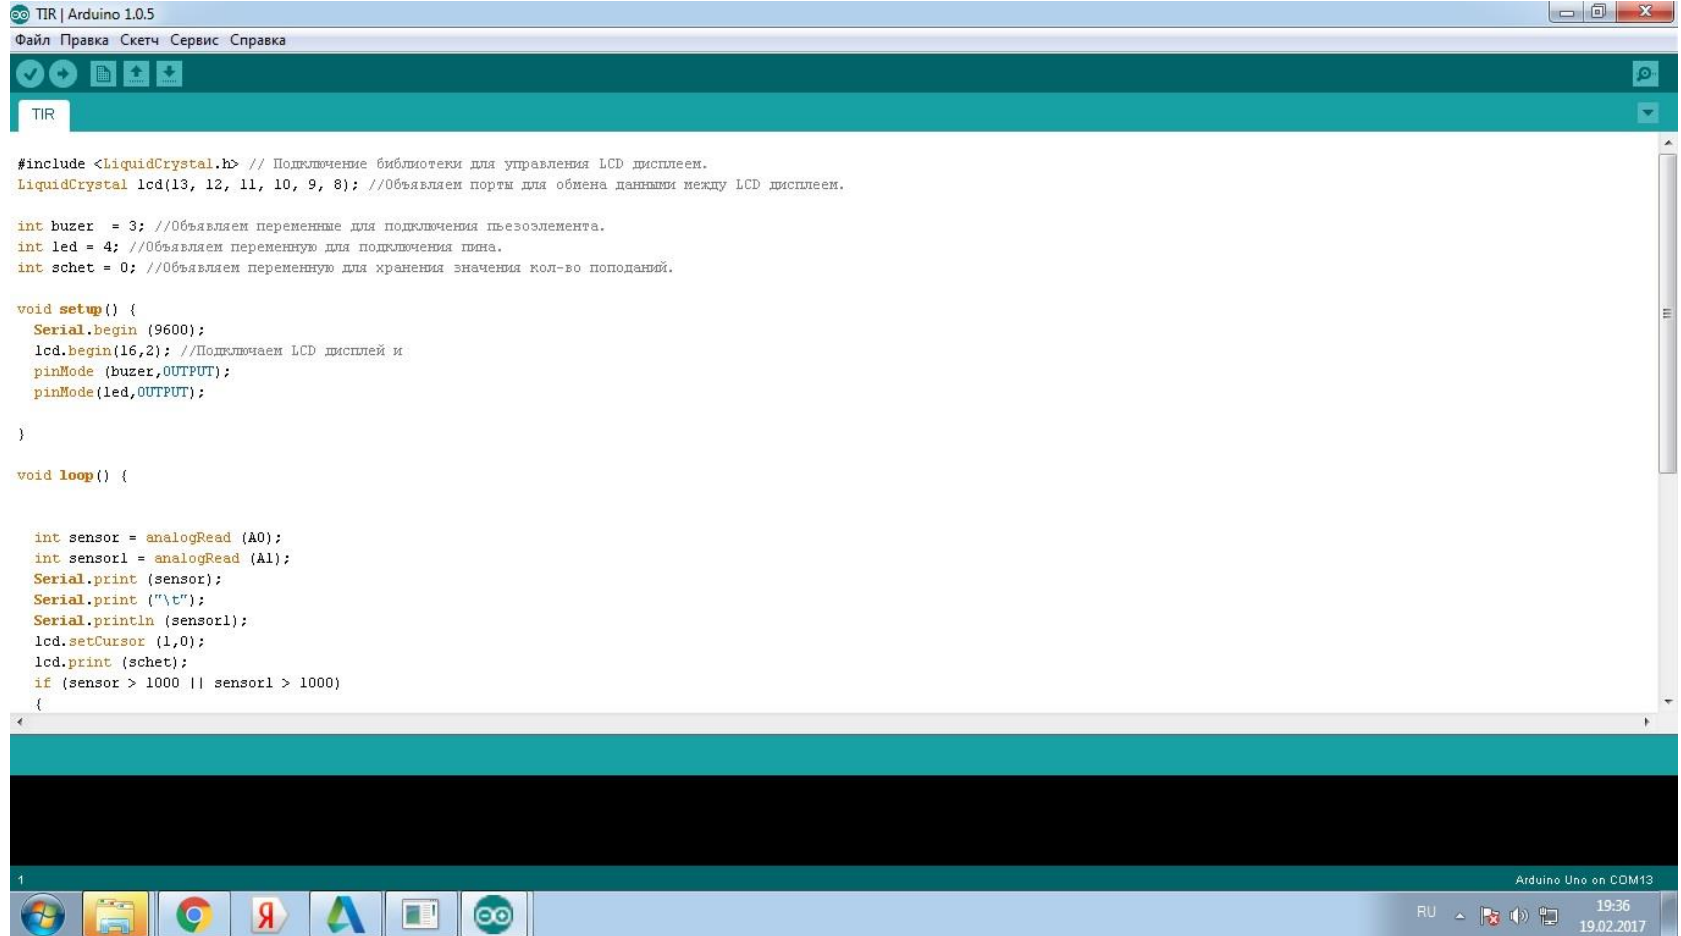 TIR | Arduino 1.0.5
Файл Правка Скетч Сервис Справка
TIR
#include <LiquidCrystal.h> // Подключение библиотеки для управления LCD дисплеем.
LiquidCrystal lcd(13, 12, 11, 10, 9, 8); //Объявляем порты для обмена данными между LCD дисплеем.
int buzer  = 3; //Объявляем переменные для подключения пьезоэлемента.
int led = 4; //Объявляем переменную для подключения пина.
int schet = 0; //Объявляем переменную для хранения значения кол-во поподаний.
void setup() {
Serial.begin (9600);
lcd.begin(16,2); //Подключаем LCD дисплей и
pinMode (buzer,OUTPUT);
pinMode(led,OUTPUT);
}
void loop() {
int sensor = analogRead (A0);
int sensor1 = analogRead (A1);
Serial.print (sensor);
Serial.print ("\t");
Serial.println (sensor1);
lcd.setCursor (1,0);
lcd.print (schet);
if (sensor > 1000 || sensor1 > 1000)
{
1
Arduino Uno on COM13
Я
RU
19:36
19.02.2017